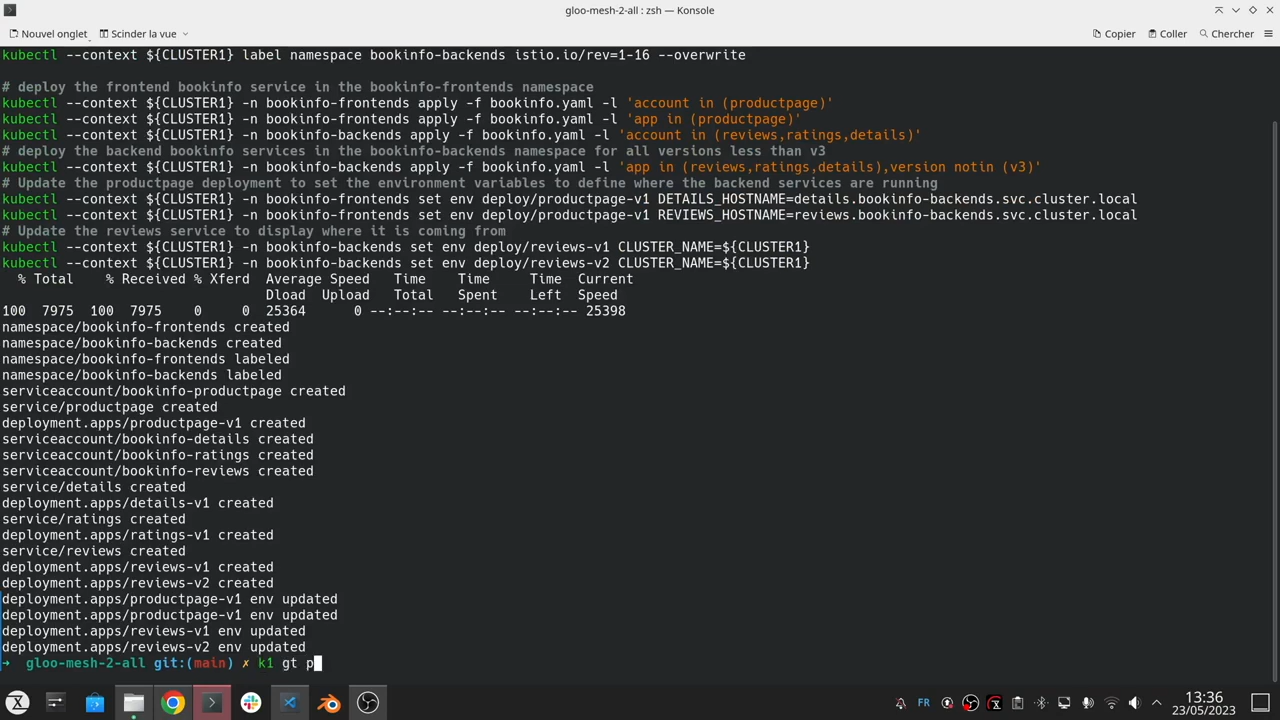 gloo-mesh-2-all : zsh — Konsole
Nouvel onglet Scinder la vue Copier Coller Chercher
kubectl --context ${CLUSTER1} label namespace bookinfo-backends istio.io/rev=1-16 --overwrite
# deploy the frontend bookinfo service in the bookinfo-frontends namespace
kubectl --context ${CLUSTER1} -n bookinfo-frontends apply -f bookinfo.yaml -l 'account in (productpage)'
kubectl --context ${CLUSTER1} -n bookinfo-frontends apply -f bookinfo.yaml -l 'app in (productpage)'
kubectl --context ${CLUSTER1} -n bookinfo-backends apply -f bookinfo.yaml -l 'account in (reviews,ratings,details)'
# deploy the backend bookinfo services in the bookinfo-backends namespace for all versions less than v3
kubectl --context ${CLUSTER1} -n bookinfo-backends apply -f bookinfo.yaml -l 'app in (reviews,ratings,details),version notin (v3)'
# Update the productpage deployment to set the environment variables to define where the backend services are running
kubectl --context ${CLUSTER1} -n bookinfo-frontends set env deploy/productpage-v1 DETAILS_HOSTNAME=details.bookinfo-backends.svc.cluster.local
kubectl --context ${CLUSTER1} -n bookinfo-frontends set env deploy/productpage-v1 REVIEWS_HOSTNAME=reviews.bookinfo-backends.svc.cluster.local
# Update the reviews service to display where it is coming from
kubectl --context ${CLUSTER1} -n bookinfo-backends set env deploy/reviews-v1 CLUSTER_NAME=${CLUSTER1}
kubectl --context ${CLUSTER1} -n bookinfo-backends set env deploy/reviews-v2 CLUSTER_NAME=${CLUSTER1}
% Total % Received % Xferd Average Speed Time Time Time Current
Dload Upload Total Spent Left Speed
100 7975 100 7975 0 0 25364 0 --:--:-- --:--:-- --:--:-- 25398
namespace/bookinfo-frontends created
namespace/bookinfo-backends created
namespace/bookinfo-frontends labeled
namespace/bookinfo-backends labeled
serviceaccount/bookinfo-productpage created
service/productpage created
deployment.apps/productpage-v1 created
serviceaccount/bookinfo-details created
serviceaccount/bookinfo-ratings created
serviceaccount/bookinfo-reviews created
service/details created
deployment.apps/details-v1 created
service/ratings created
deployment.apps/ratings-v1 created
service/reviews created
deployment.apps/reviews-v1 created
deployment.apps/reviews-v2 created
deployment.apps/productpage-v1 env updated
deployment.apps/productpage-v1 env updated
deployment.apps/reviews-v1 env updated
deployment.apps/reviews-v2 env updated
➜ gloo-mesh-2-all git:(main) ✗ k1 gt p
FR
13:36
23/05/2023